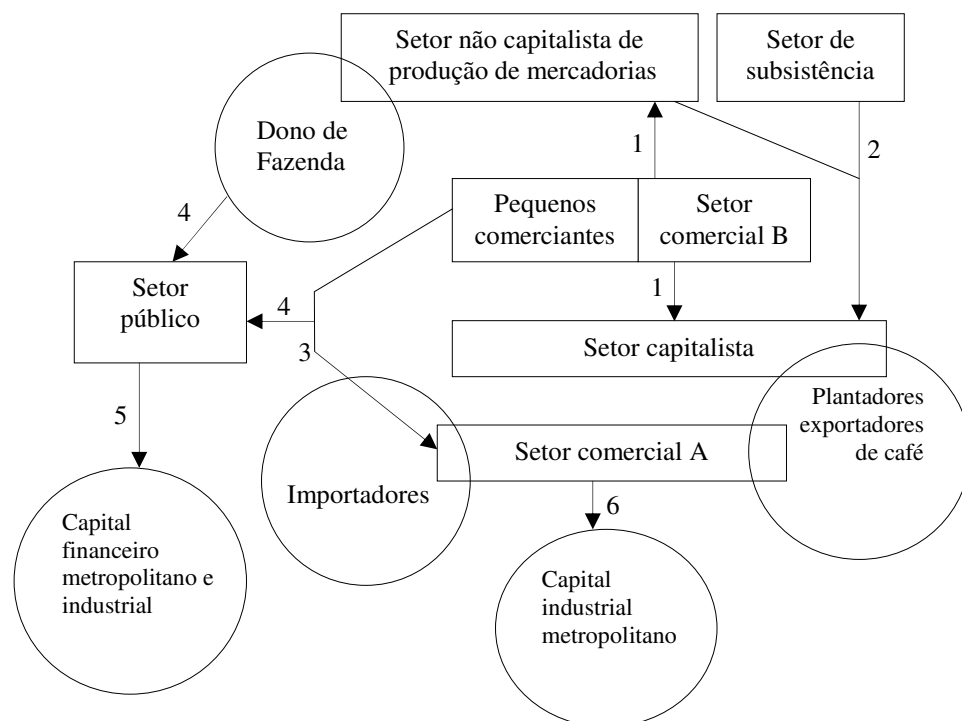 Setor não capitalista de
produção de mercadorias
Setor de
subsistência
Dono de
Fazenda
1
2
4
Pequenos
comerciantes
Setor
comercial B
Setor
público
4
1
3
Setor capitalista
5
Plantadores
exportadores
de café
Setor comercial A
Importadores
6
Capital
financeiro
metropolitano e
industrial
Capital
industrial
metropolitano